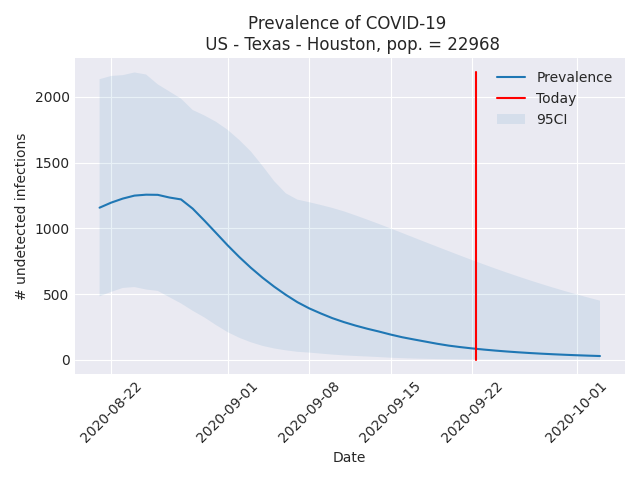 Prevalence of COVID-19
US - Texas - Houston, pop. = 22968
Prevalence
Today
95CI
# undetected infections
2000
1500
1000
500
0
2020-08-22
2020-09-01
2020-09-08
2020-09-15
2020-09-22
2020-10-01
Date